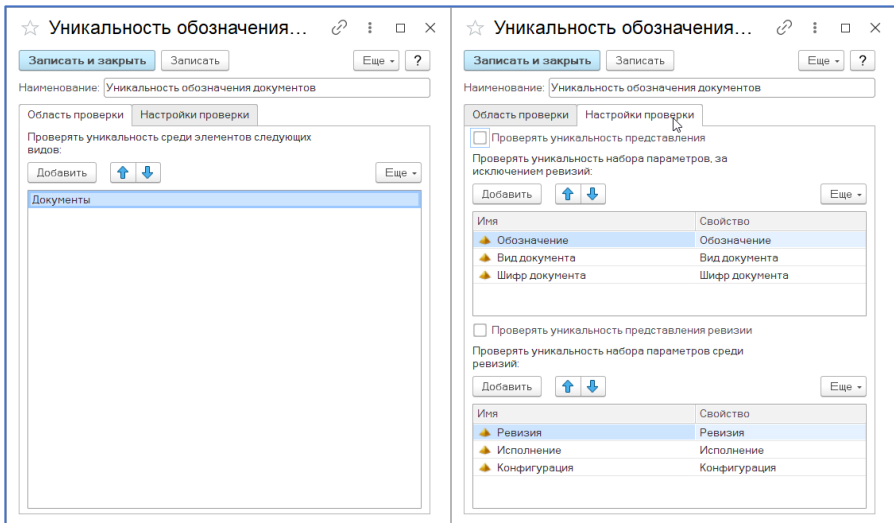 Уникальность обозначения...
Записать и закрыть Записать Еще ?
Наименование: Уникальность обозначения документов
Область проверки Настройки проверки
Проверять уникальность среди элементов следующих
видов:
Добавить Еще
Документы
Уникальность обозначения...
Записать и закрыть Записать Еще ?
Наименование: Уникальность обозначения документов
Область проверки Настройки проверки
Проверять уникальность представления
Проверять уникальность набора параметров, за
исключением ревизий:
Добавить Еще
Имя Свойство
Обозначение Обозначение
Вид документа Вид документа
Шифр документа Шифр документа
Проверять уникальность представления ревизии
Проверять уникальность набора параметров среди
ревизий:
Добавить Еще
Имя Свойство
Ревизия Ревизия
Исполнение Исполнение
Конфигурация Конфигурация